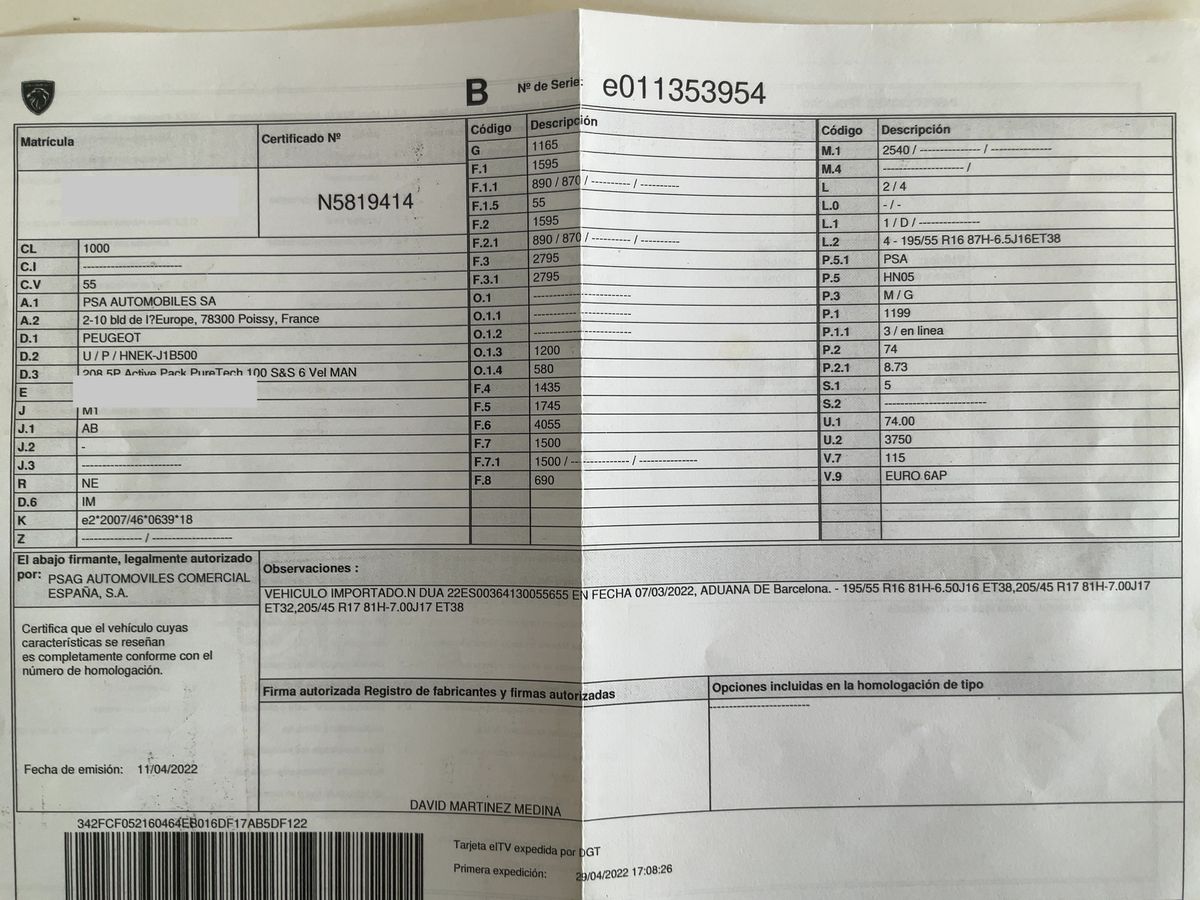 B Nº de Serie: e011353954
Matrícula
Certificado Nº
N5819414
CL 1000
C.I ----------------------
C.V 55
A.1 PSA AUTOMOBILES SA
A.2 2-10 bld de l?Europe, 78300 Poissy, France
D.1 PEUGEOT
D.2 U / P / HNEK-J1B500
D.3 208 5P Active Pack PureTech 100 S&S 6 Vel MAN
E
J M1
J.1 AB
J.2 -
J.3 ----------------------
R NE
D.6 IM
K e2*2007/46*0639*18
Z ------------- / ------------------
Código Descripción
G 1165
F.1 1595
F.1.1 890 / 870 / --------- / ---------
F.1.5 55
F.2 1595
F.2.1 890 / 870 / --------- / ---------
F.3 2795
F.3.1 2795
O.1 ----------------------
O.1.1 ----------------------
O.1.2 ----------------------
O.1.3 1200
O.1.4 580
F.4 1435
F.5 1745
F.6 4055
F.7 1500
F.7.1 1500 / ------------- / -------------
F.8 690
Código Descripción
M.1 2540 / ------------- / -------------
M.4 ------------------ /
L 2 / 4
L.0 - / -
L.1 1 / D / -------------
L.2 4 - 195/55 R16 87H-6.5J16ET38
P.5.1 PSA
P.5 HN05
P.3 M / G
P.1 1199
P.1.1 3 / en linea
P.2 74
P.2.1 8.73
S.1 5
S.2 ----------------------
U.1 74.00
U.2 3750
V.7 115
V.9 EURO 6AP
El abajo firmante, legalmente autorizado
por: PSAG AUTOMOVILES COMERCIAL
ESPAÑA, S.A.
Certifica que el vehículo cuyas
características se reseñan
es completamente conforme con el
número de homologación.
Fecha de emisión: 11/04/2022
Observaciones :
VEHICULO IMPORTADO.N DUA 22ES00364130055655 EN FECHA 07/03/2022, ADUANA DE Barcelona. - 195/55 R16 81H-6.50J16 ET38,205/45 R17 81H-7.00J17
ET32,205/45 R17 81H-7.00J17 ET38
Firma autorizada Registro de fabricantes y firmas autorizadas
DAVID MARTINEZ MEDINA
Opciones incluidas en la homologación de tipo
----------------------
342FCF052160464EB016DF17AB5DF122
Tarjeta eITV expedida por DGT
Primera expedición: 29/04/2022 17:08:26